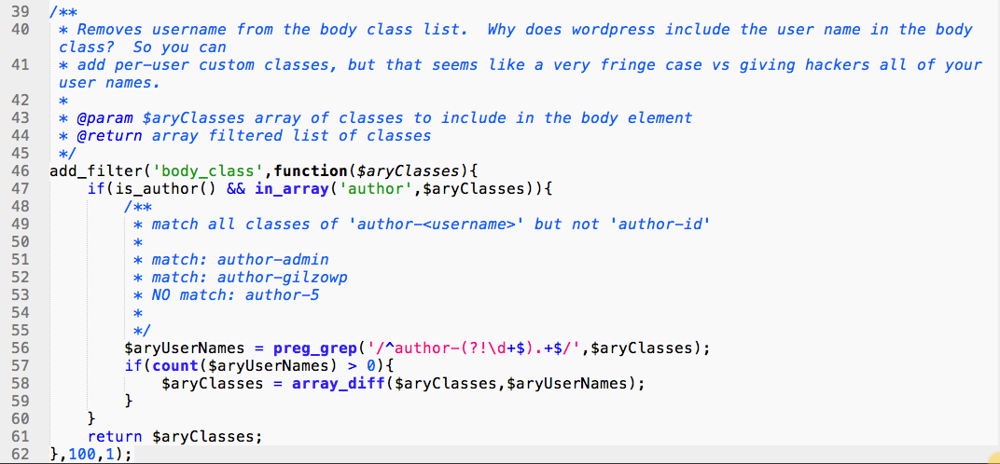 39 /**
40  * Removes username from the body class list.  Why does wordpress include the user name in the body
class?  So you can
41  * add per-user custom classes, but that seems like a very fringe case vs giving hackers all of your
user names.
42  *
43  * @param $aryClasses array of classes to include in the body element
44  * @return array filtered list of classes
45  */
46 add_filter('body_class',function($aryClasses){
47     if(is_author() && in_array('author',$aryClasses)){
48         /**
49          * match all classes of 'author-<username>' but not 'author-id'
50          *
51          * match: author-admin
52          * match: author-gilzowp
53          * NO match: author-5
54          *
55          */
56         $aryUserNames = preg_grep('/^author-(?!\d+$).+$/',$aryClasses);
57         if(count($aryUserNames) > 0){
58             $aryClasses = array_diff($aryClasses,$aryUserNames);
59         }
60     }
61     return $aryClasses;
62 },100,1);